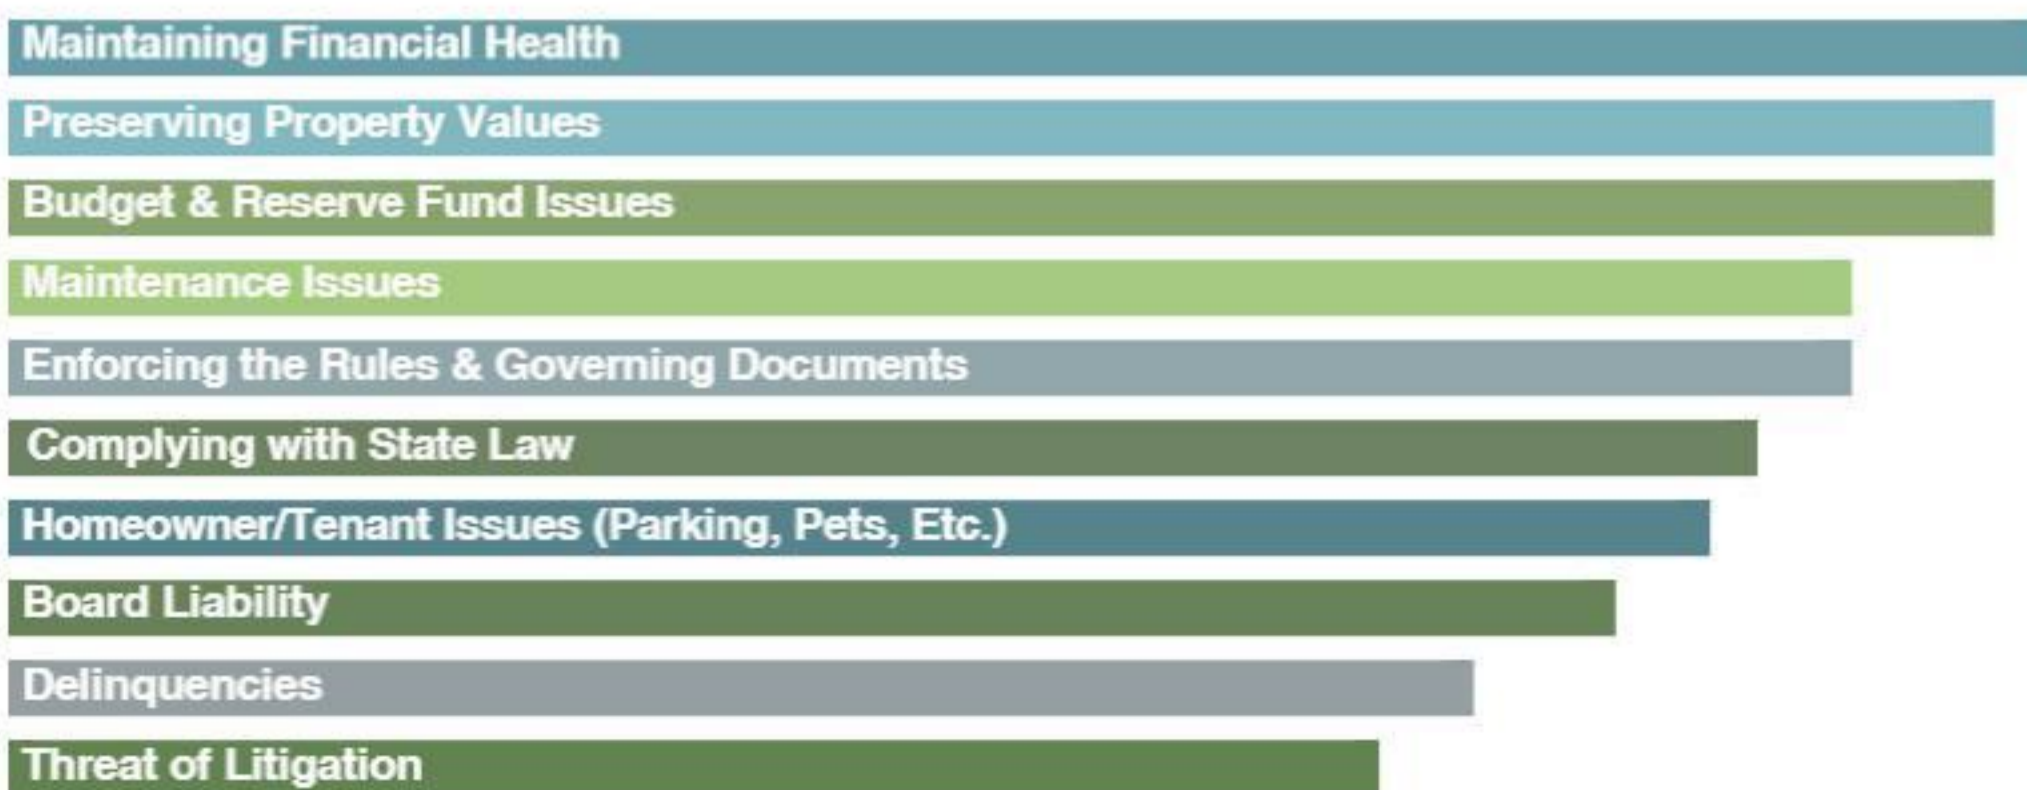 Maintaining Financial Health
Preserving Property Values
Budget & Reserve Fund Issues
Maintenance Issues
Enforcing the Rules & Governing Documents
Complying with State Law
Homeowner/Tenant Issues (Parking, Pets, Etc.)
Board Liability
Delinquencies
Threat of Litigation